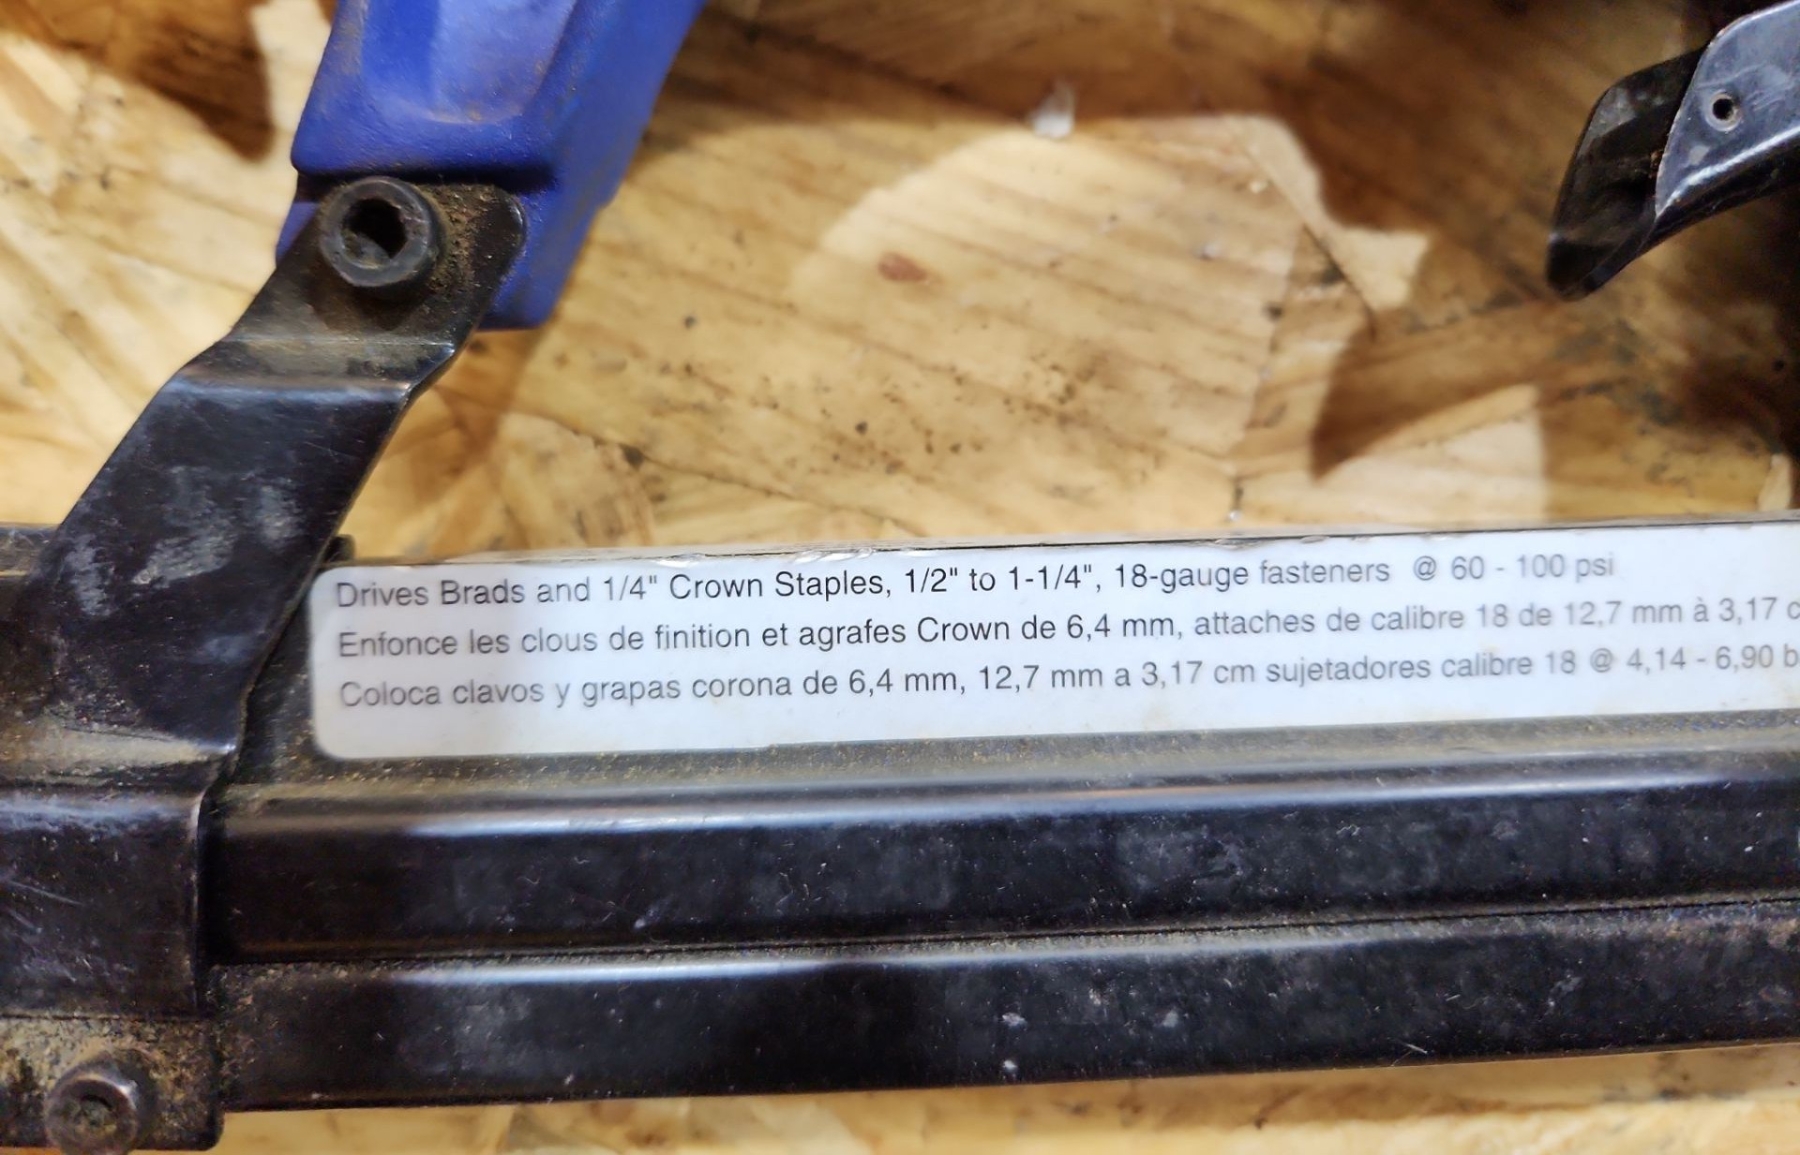 Drives Brads and 1/4" Crown Staples, 1/2" to 1-1/4", 18-gauge fasteners @ 60 - 100 psi
Enfonce les clous de finition et agrafes Crown de 6,4 mm, attaches de calibre 18 de 12,7 mm à 3,17
Coloca clavos y grapas corona de 6,4 mm, 12,7 mm a 3,17 cm sujetadores calibre 18 @ 4,14 - 6,90